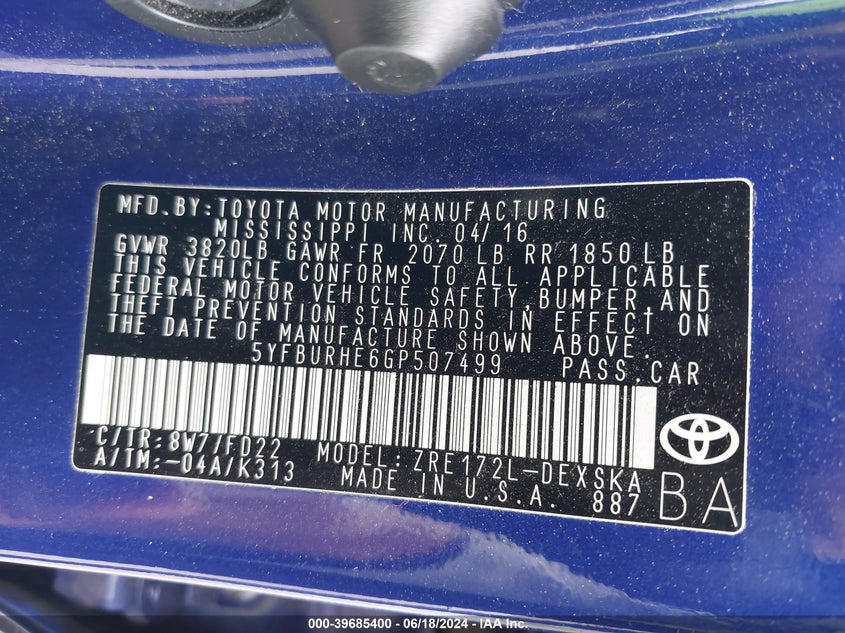 MFD.BY:TOYOTA MOTOR MANUFACTURING
MISSISSIPPI INC. 04/16
GVWR 3820LB GAWR FR 2070 LB RR 1850 LB
THIS VEHICLE CONFORMS TO ALL APPLICABLE
FEDERAL MOTOR VEHICLE SAFETY,BUMPER AND
THEFT PREVENTION STANDARDS IN EFFECT ON
THE DATE OF MANUFACTURE SHOWN ABOVE.
5YFBURHE6GP507499 PASS.CAR
C/TR:8W7/FD22 MODEL:ZRE172L-DEXSKA
A/TM:-04A/K313 MADE IN U.S.A. 887 BA
000-39685400 - 06/18/2024 - IAA Inc.